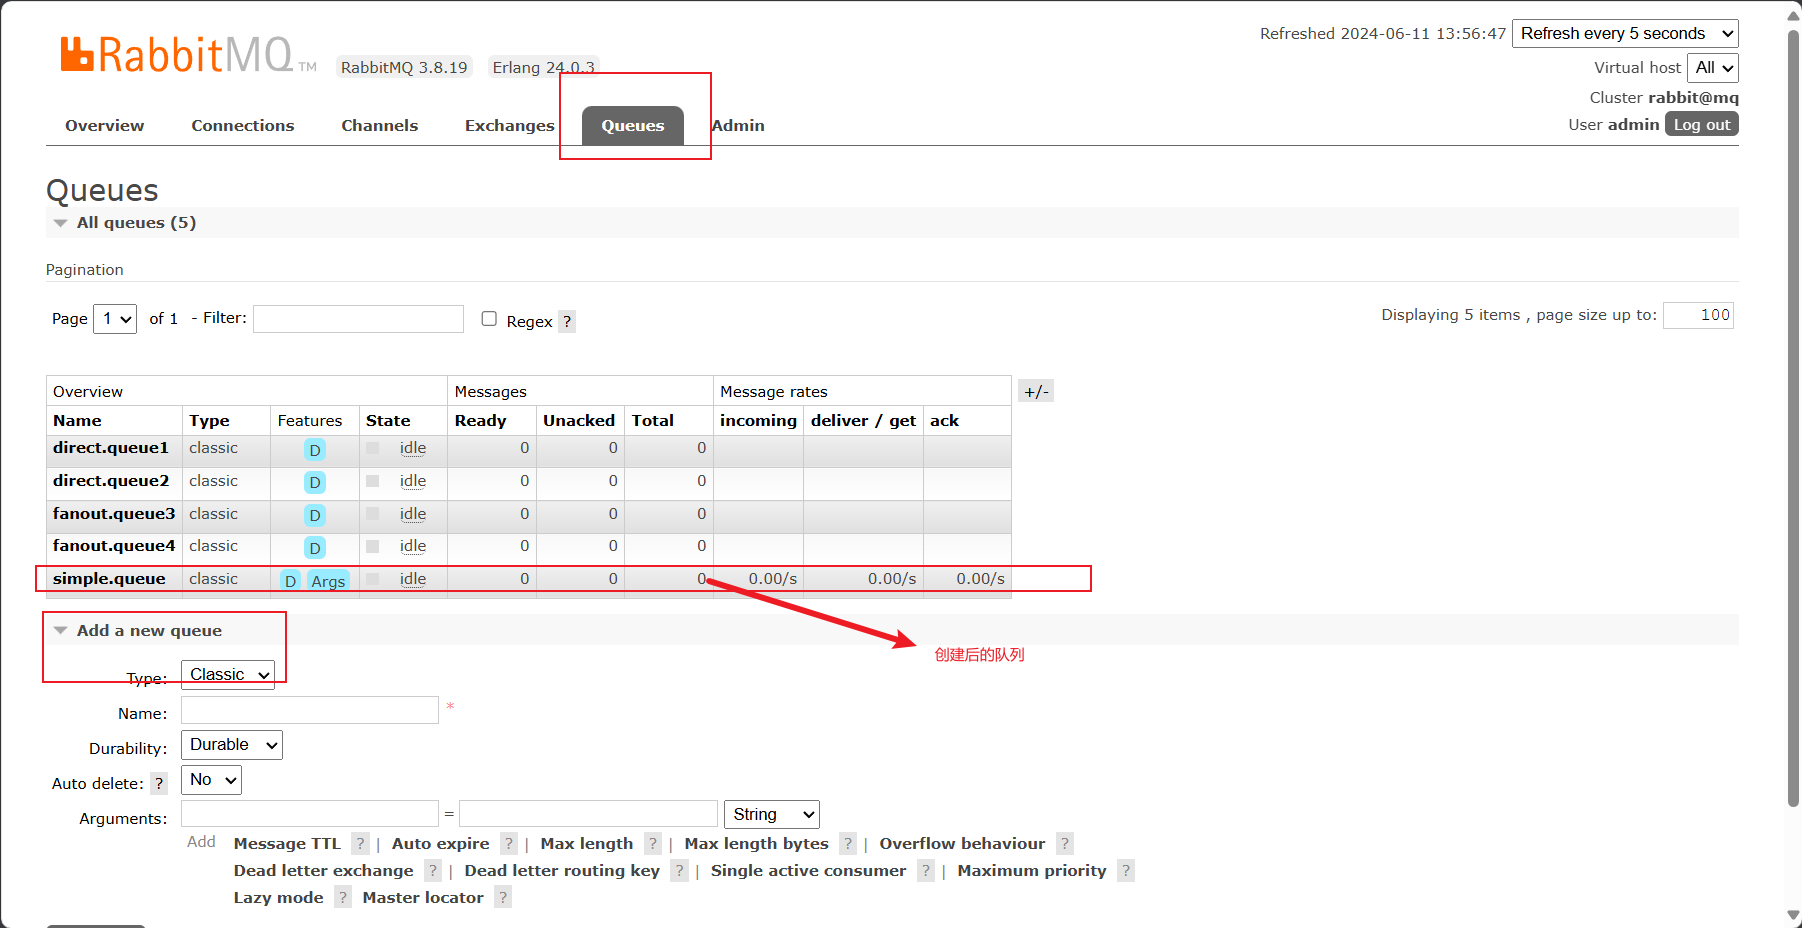 RabbitMQ TM RabbitMQ 3.8.19 Erlang 24.0.3
Refreshed 2024-06-11 13:56:47 Refresh every 5 seconds
Virtual host All
Cluster rabbit@mq
User admin Log out
Overview Connections Channels Exchanges Queues Admin
Queues
All queues (5)
Pagination
Page 1 of 1 - Filter: Regex ? Displaying 5 items , page size up to: 100
Overview Messages Message rates +/-
Name Type Features State Ready Unacked Total incoming deliver / get ack
direct.queue1 classic D idle 0 0 0
direct.queue2 classic D idle 0 0 0
fanout.queue3 classic D idle 0 0 0
fanout.queue4 classic D idle 0 0 0
simple.queue classic D Args idle 0 0 0 0.00/s 0.00/s 0.00/s
Add a new queue
创建后的队列
Type: Classic
Name: *
Durability: Durable
Auto delete: ? No
Arguments: = String
Add Message TTL ? | Auto expire ? | Max length ? | Max length bytes ? | Overflow behaviour ?
Dead letter exchange ? | Dead letter routing key ? | Single active consumer ? | Maximum priority ?
Lazy mode ? Master locator ?